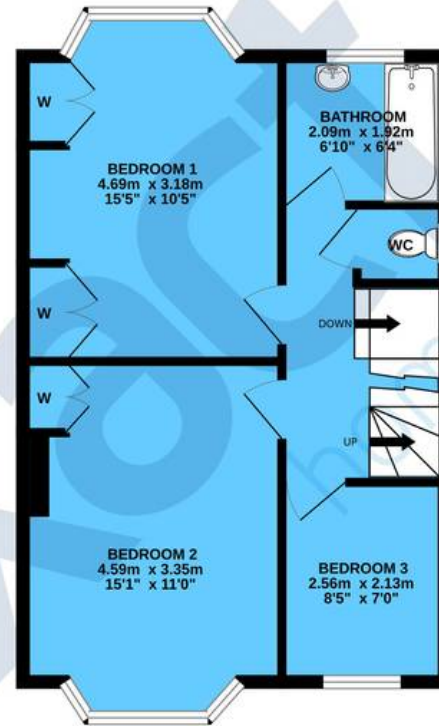 W
BEDROOM 1
4.69m x 3.18m
15'5" x 10'5"
BATHROOM
2.09m x 1.92m
6'10" x 6'4"
WC
W
DOWN
W
UP
BEDROOM 2
4.59m x 3.35m
15'1" x 11'0"
BEDROOM 3
2.56m x 2.13m
8'5" x 7'0"